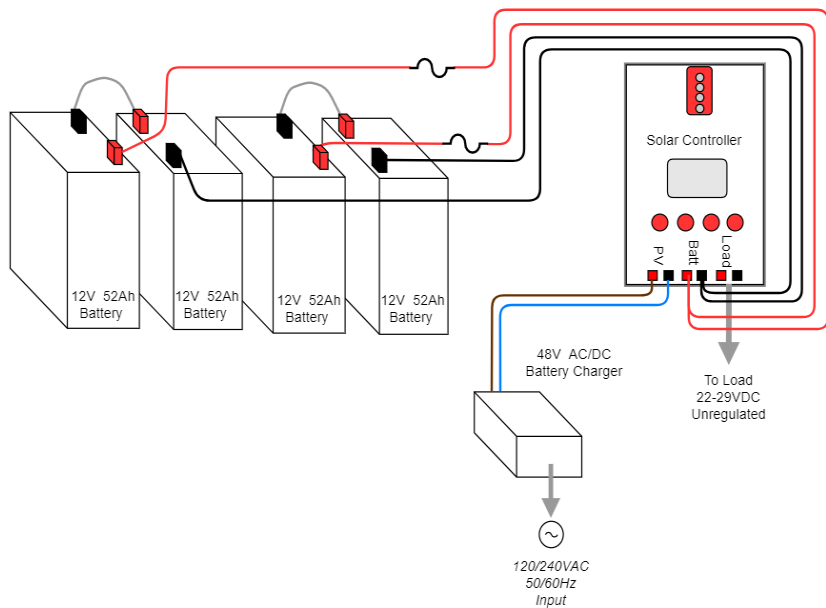 Solar Controller
PV
Batt
Load
12V  52Ah
Battery
12V  52Ah
Battery
12V  52Ah
Battery
12V  52Ah
Battery
48V  AC/DC
Battery Charger
To Load
22-29VDC
Unregulated
120/240VAC
50/60Hz
Input